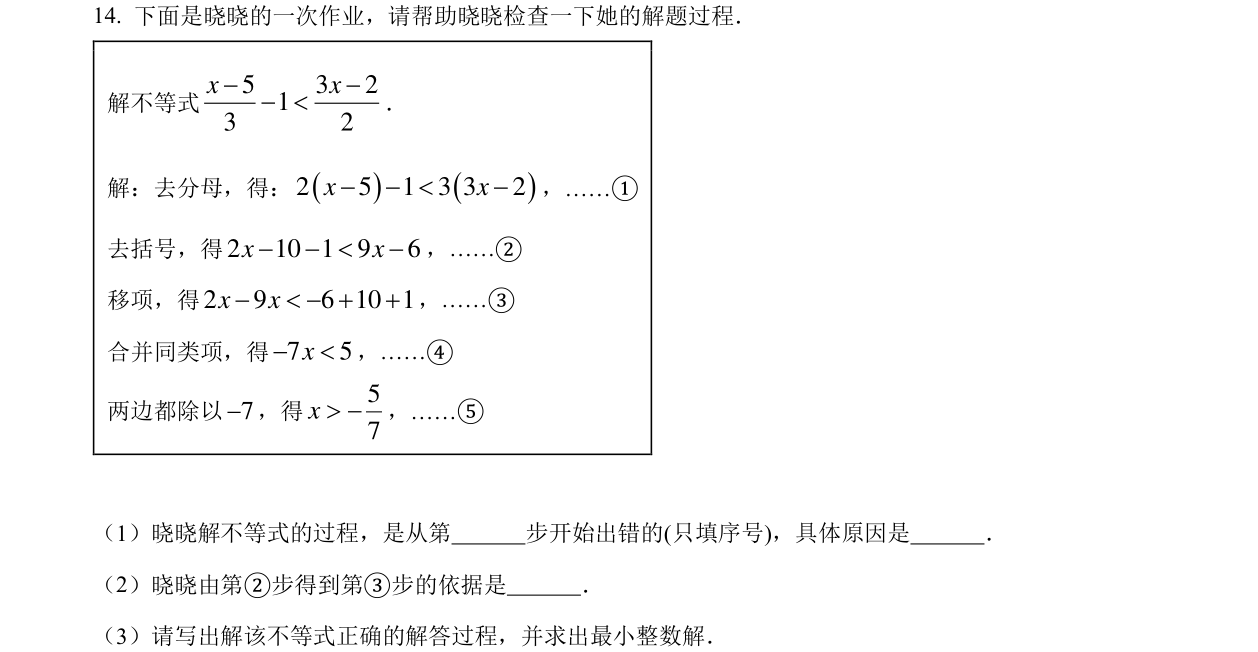 14. 下面是晓晓的一次作业，请帮助晓晓检查一下她的解题过程．
解不等式 \frac{x-5}{3}-1<\frac{3x-2}{2}．
解：去分母，得：2(x-5)-1<3(3x-2)，……①
去括号，得2x-10-1<9x-6，……②
移项，得2x-9x<-6+10+1，……③
合并同类项，得-7x<5，……④
两边都除以-7，得x>-\frac{5}{7}，……⑤
（1）晓晓解不等式的过程，是从第______步开始出错的(只填序号)，具体原因是______．
（2）晓晓由第②步得到第③步的依据是______．
（3）请写出解该不等式正确的解答过程，并求出最小整数解．